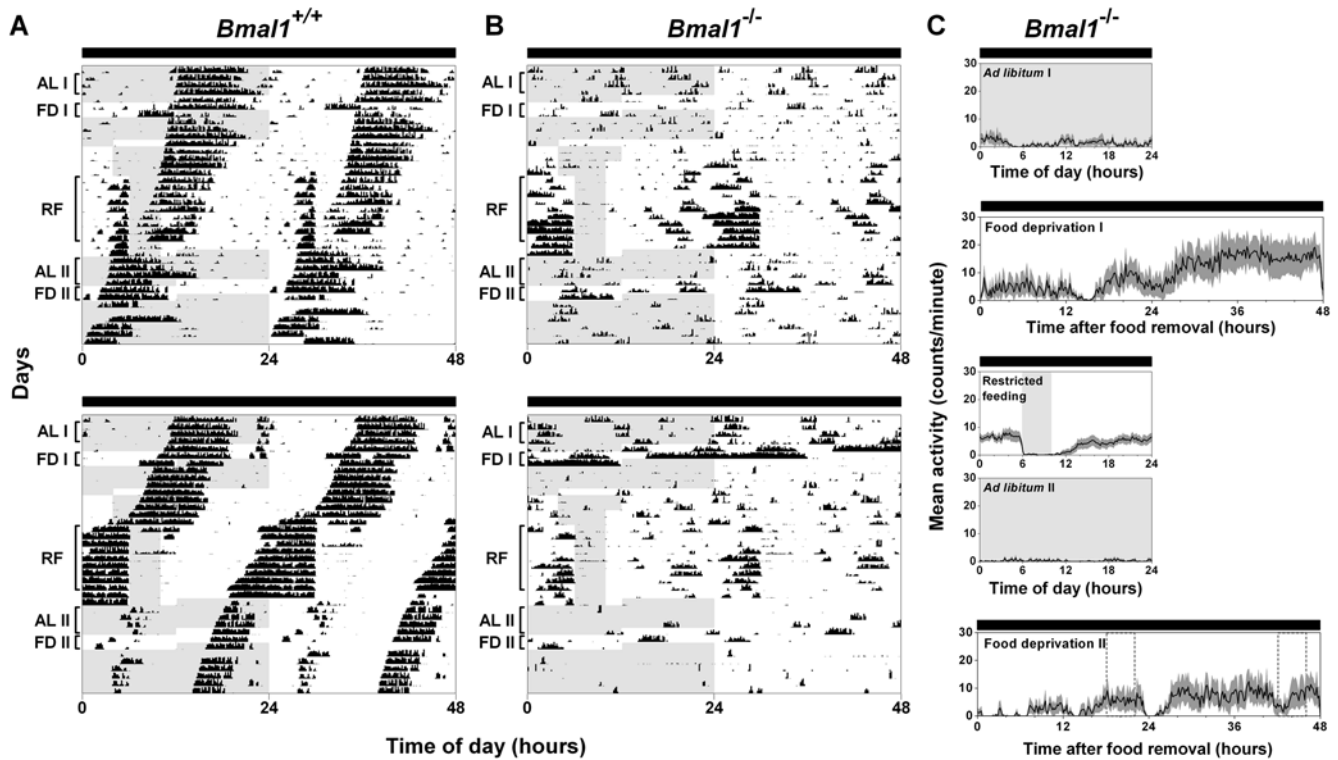 A
Bmal1+/+
AL I
FD I
RF
AL II
FD II
0
24
48
AL I
FD I
RF
AL II
FD II
0
24
48
Days
B
Bmal1-/-
AL I
FD I
RF
AL II
FD II
0
24
48
AL I
FD I
RF
AL II
FD II
0
24
48
Time of day (hours)
C
Bmal1-/-
Mean activity (counts/minute)
Ad libitum I
30
20
10
0
0 6 12 18 24
Time of day (hours)
Food deprivation I
30
20
10
0
0 12 24 36 48
Time after food removal (hours)
Restricted
feeding
30
20
10
0
0 6 12 18 24
Ad libitum II
30
20
10
0
0 6 12 18 24
Time of day (hours)
Food deprivation II
30
20
10
0
0 12 24 36 48
Time after food removal (hours)